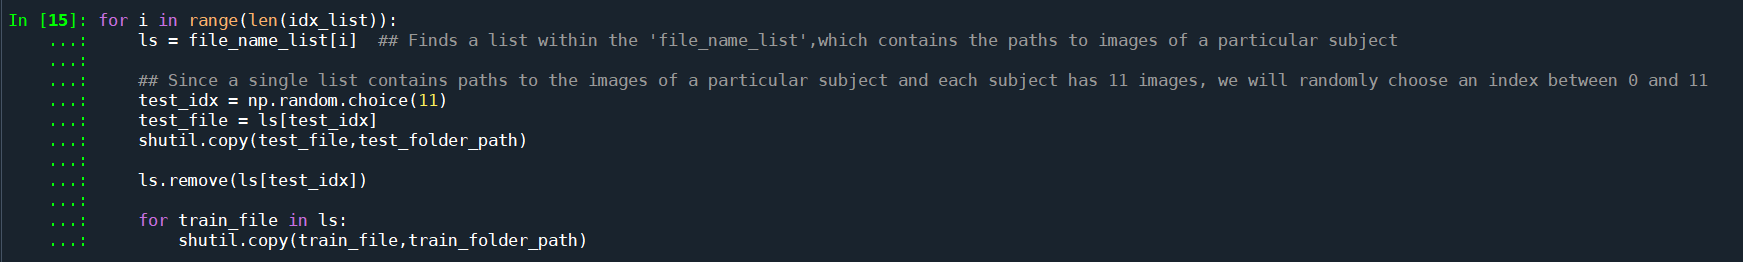 In [15]: for i in range(len(idx_list)):
    ...:     ls = file_name_list[i]  ## Finds a list within the 'file_name_list',which contains the paths to images of a particular subject
    ...:
    ...:     ## Since a single list contains paths to the images of a particular subject and each subject has 11 images, we will randomly choose an index between 0 and 11
    ...:     test_idx = np.random.choice(11)
    ...:     test_file = ls[test_idx]
    ...:     shutil.copy(test_file,test_folder_path)
    ...:
    ...:     ls.remove(ls[test_idx])
    ...:
    ...:     for train_file in ls:
    ...:         shutil.copy(train_file,train_folder_path)